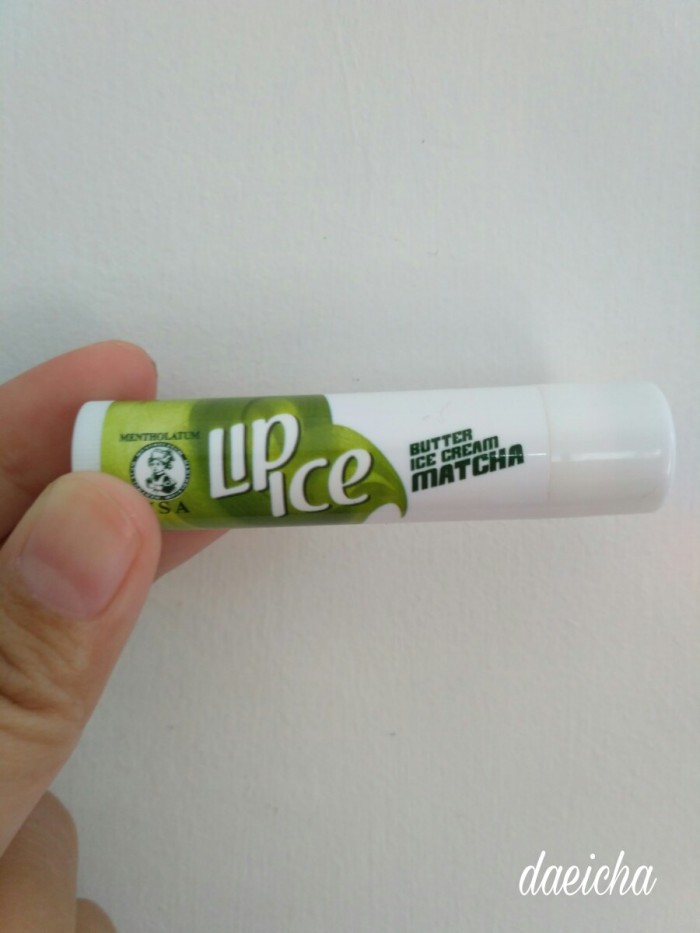 MENTHOLATUM
LIP
ICE
BUTTER
ICE CREAM
MATCHA
daeicha